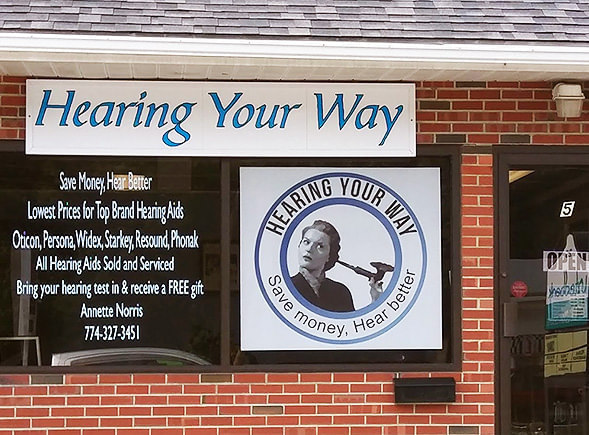 Hearing Your Way
Save Money, Hear Better
Lowest Prices for Top Brand Hearing Aids
Oticon, Persona, Widex, Starkey, Resound, Phonak
All Hearing Aids Sold and Serviced
Bring your hearing test in & receive a FREE gift
Annette Norris
774-327-3451
HEARING YOUR WAY
Save money, Hear better
5
OPEN